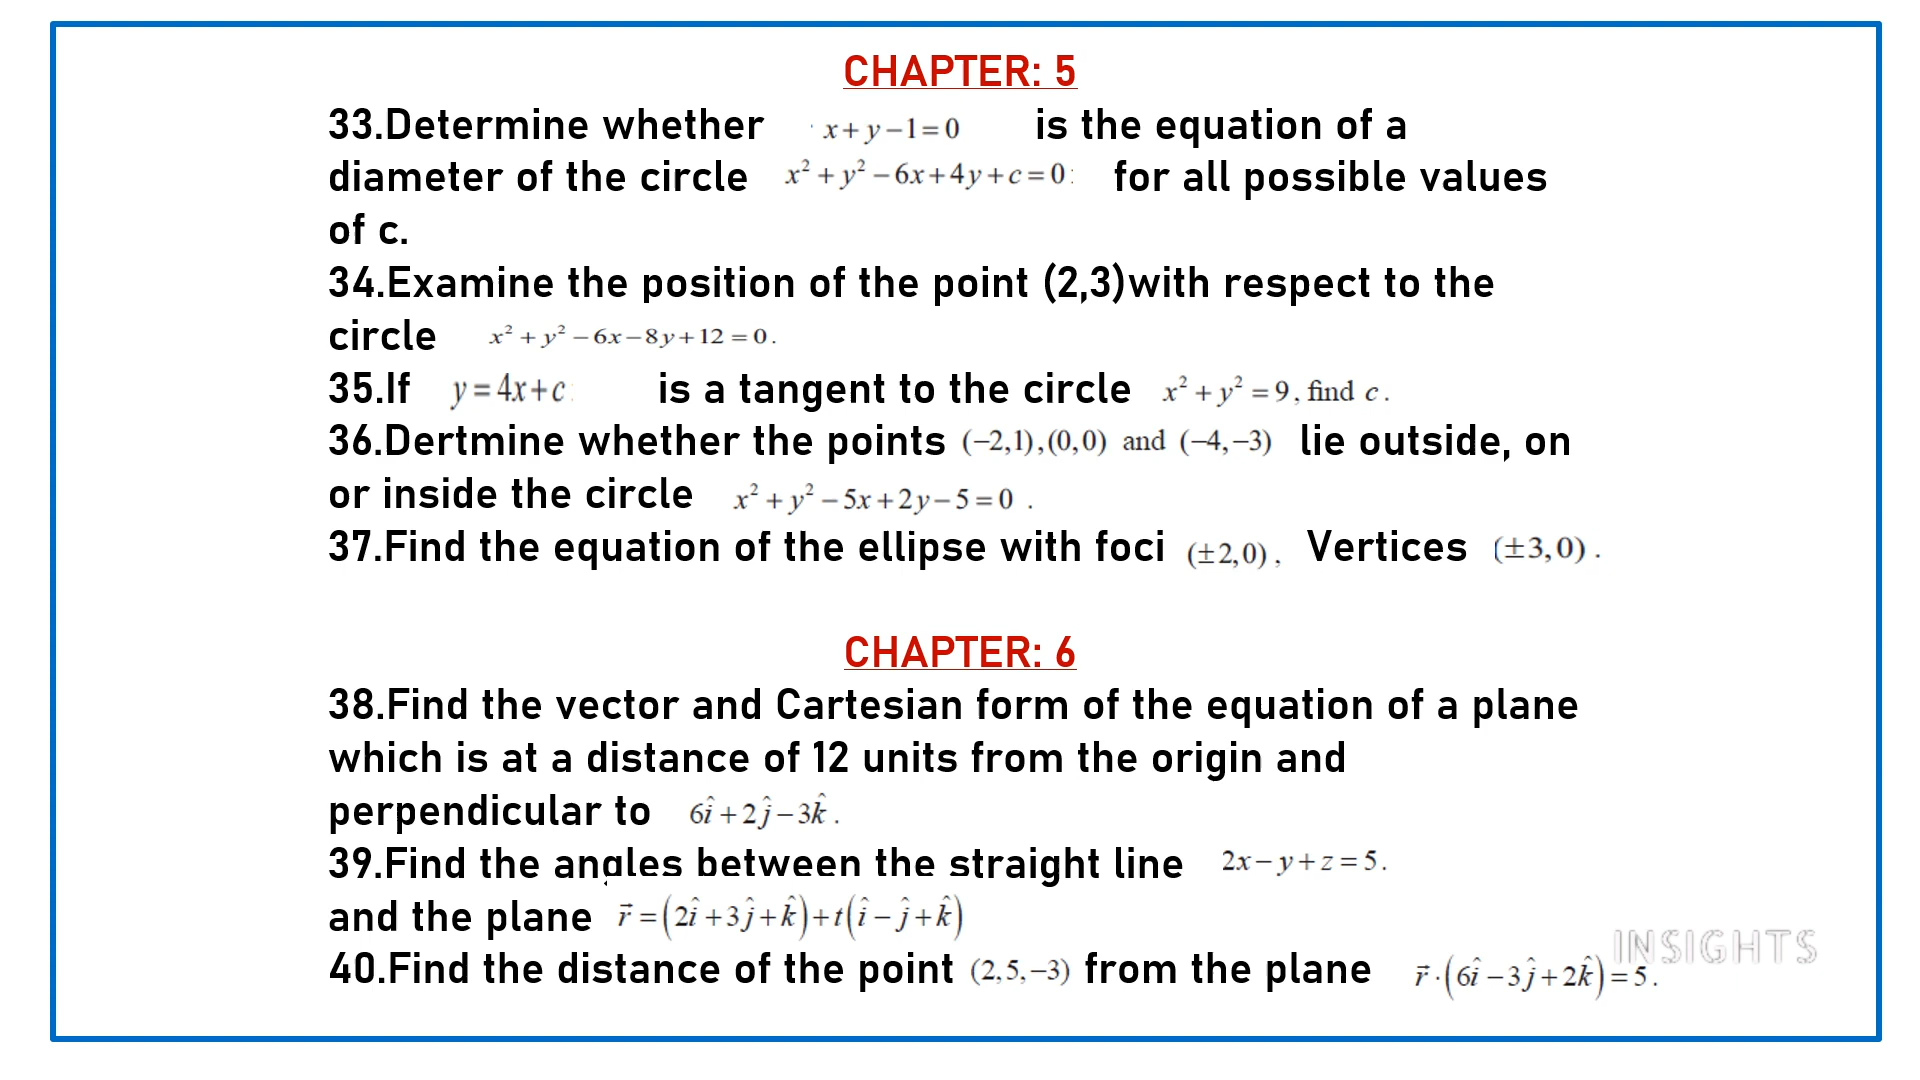 CHAPTER: 5
33.Determine whether x + y − 1 = 0 is the equation of a
diameter of the circle x² + y² − 6x + 4y + c = 0 for all possible values
of c.
34.Examine the position of the point (2,3)with respect to the
circle x² + y² − 6x − 8y + 12 = 0.
35.If y = 4x + c is a tangent to the circle x² + y² = 9, find c.
36.Dertmine whether the points (−2,1),(0,0) and (−4,−3) lie outside, on
or inside the circle x² + y² − 5x + 2y − 5 = 0 .
37.Find the equation of the ellipse with foci (±2,0), Vertices (±3,0).
CHAPTER: 6
38.Find the vector and Cartesian form of the equation of a plane
which is at a distance of 12 units from the origin and
perpendicular to 6î + 2ĵ − 3k̂.
39.Find the angles between the straight line 2x − y + z = 5.
and the plane r⃗ = (2î + 3ĵ + k̂) + t(î − ĵ + k̂)
INSIGHTS
40.Find the distance of the point (2,5,−3) from the plane r⃗ · (6î − 3ĵ + 2k̂) = 5.